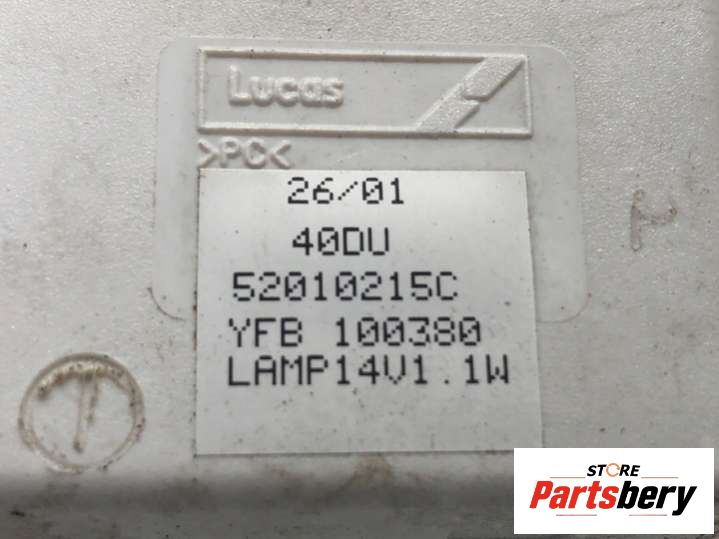 Lucas
>PC<
26/01
40DU
52010215C
YFB 100380
LAMP14V1.1W
STORE
Partsbery